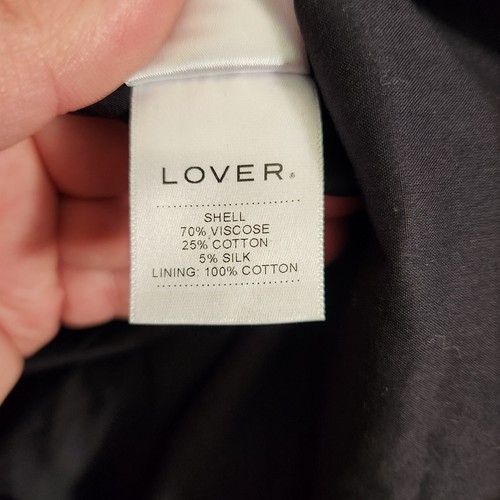 LOVER®
SHELL
70% VISCOSE
25% COTTON
5% SILK
LINING: 100% COTTON